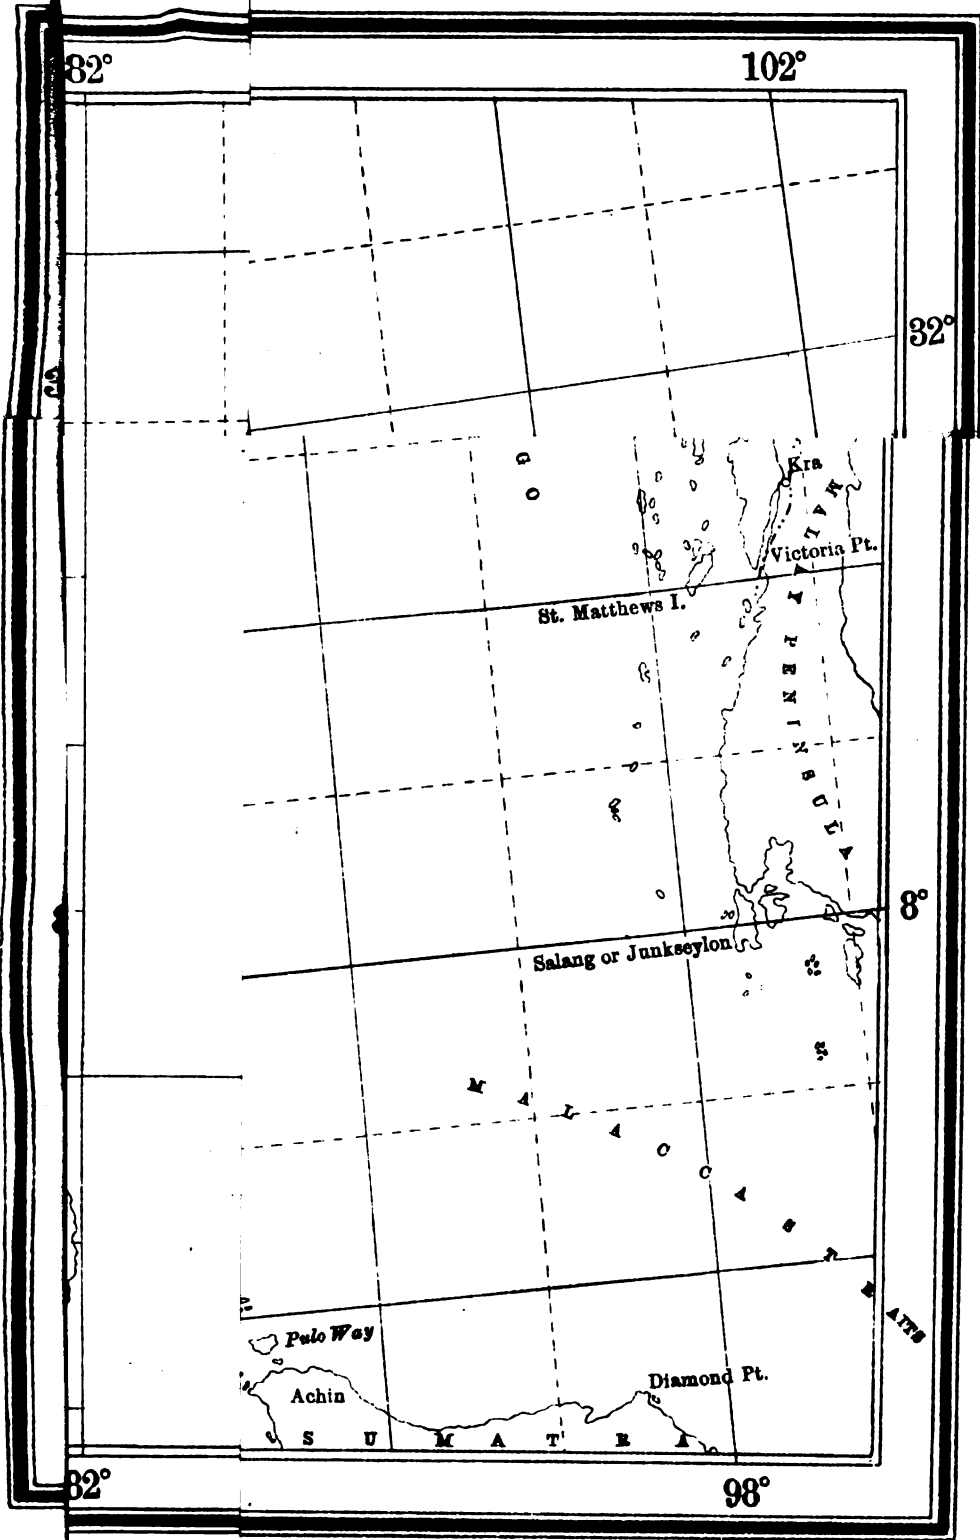 82°
102°
32°
GO
Kra
MALAY PENINSULA
Victoria Pt.
St. Matthews I.
8°
Salang or Junkseylon
MALACCA STRAITS
Pulo Way
Achin
Diamond Pt.
SUMATRA
82°
98°